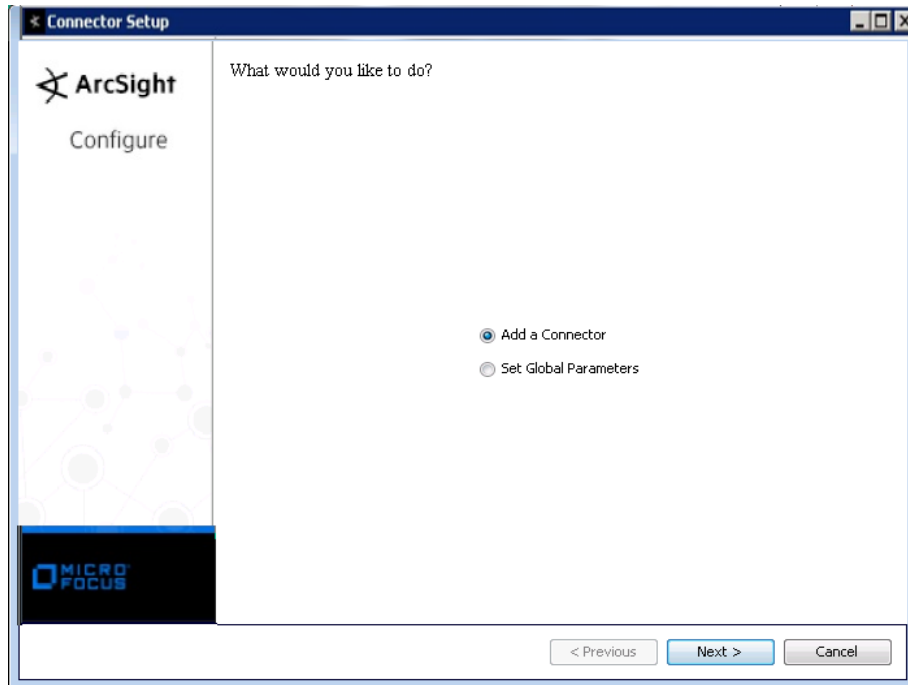 Connector Setup
ArcSight
Configure
What would you like to do?
Add a Connector
Set Global Parameters
MICRO
FOCUS
< Previous
Next >
Cancel